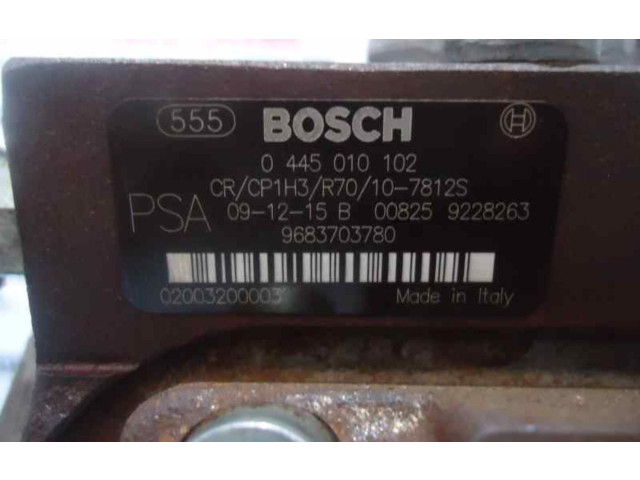 555 BOSCH
0 445 010 102
CR/CP1H3/R70/10-7812S
PSA 09-12-15 B 00825 9228263
9683703780
02003200003 Made in Italy